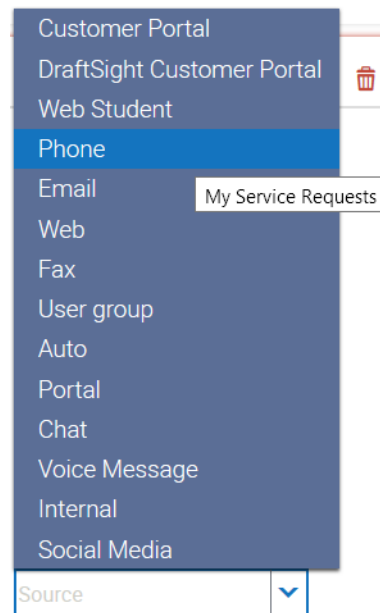 Customer Portal
DraftSight Customer Portal
Web Student
Phone
Email
My Service Requests
Web
Fax
User group
Auto
Portal
Chat
Voice Message
Internal
Social Media
Source